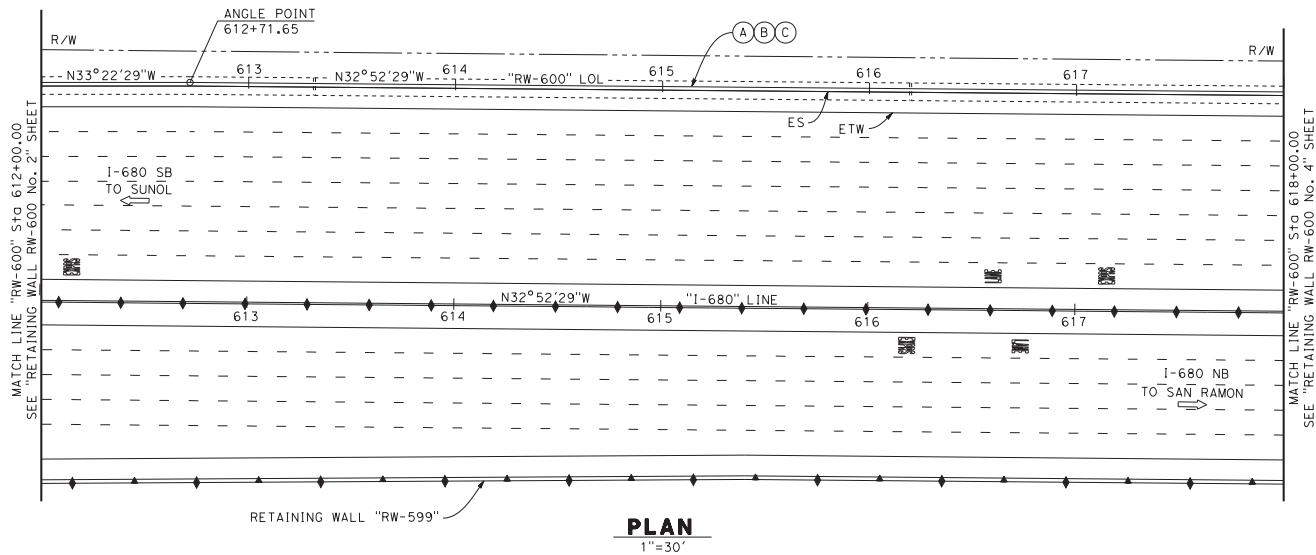 ANGLE POINT
612+71.65
R/W
A B C
R/W
N33°22'29"W
613
N32°52'29"W
614
"RW-600" LOL
615
616
617
ES
ETW
MATCH LINE "RW-600" Sta 612+00.00
SEE "RETAINING WALL RW-600 No. 2" SHEET
I-680 SB
TO SUNOL
MATCH LINE "RW-600" Sta 618+00.00
SEE "RETAINING WALL RW-600 No. 4" SHEET
N32°52'29"W
"I-680" LINE
613
614
615
616
617
I-680 NB
TO SAN RAMON
RETAINING WALL "RW-599"
PLAN
1"=30'